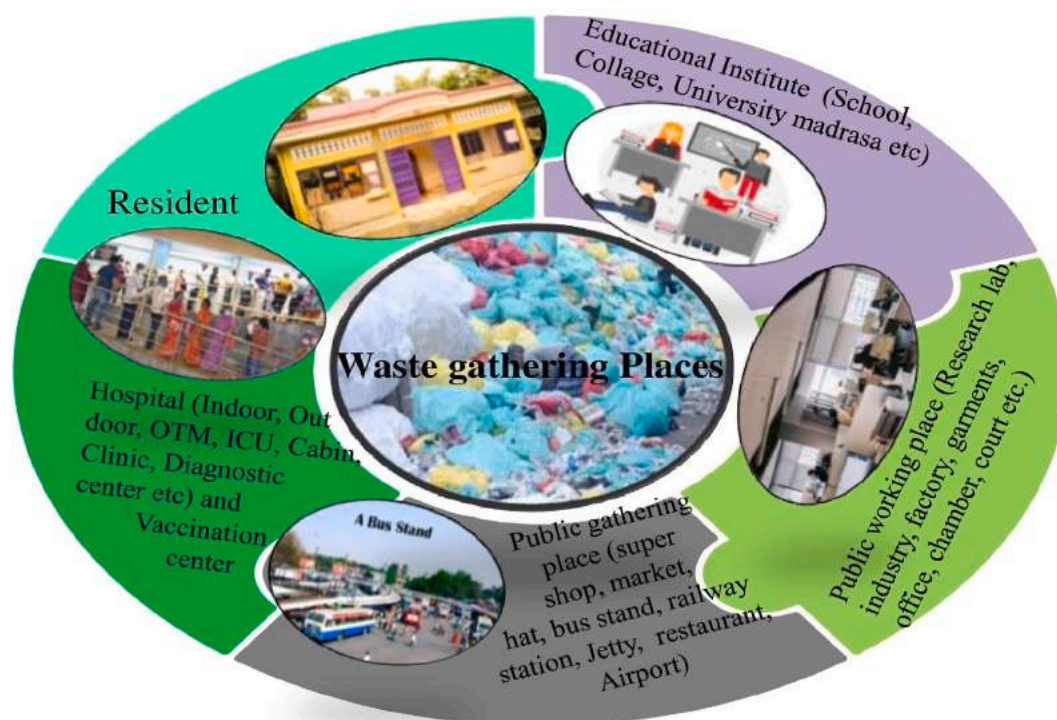 Educational Institute (School,
Collage, University madrasa etc)
Resident
Waste gathering Places
Public working place (Research lab,
industry, factory, garments,
office, chamber, court etc.)
Hospital (Indoor, Out
door, OTM, ICU, Cabin,
Clinic, Diagnostic
center etc) and
Vaccination
center
A Bus Stand
Public gathering
place (super
shop, market,
hat, bus stand, railway
station, Jetty, restaurant,
Airport)